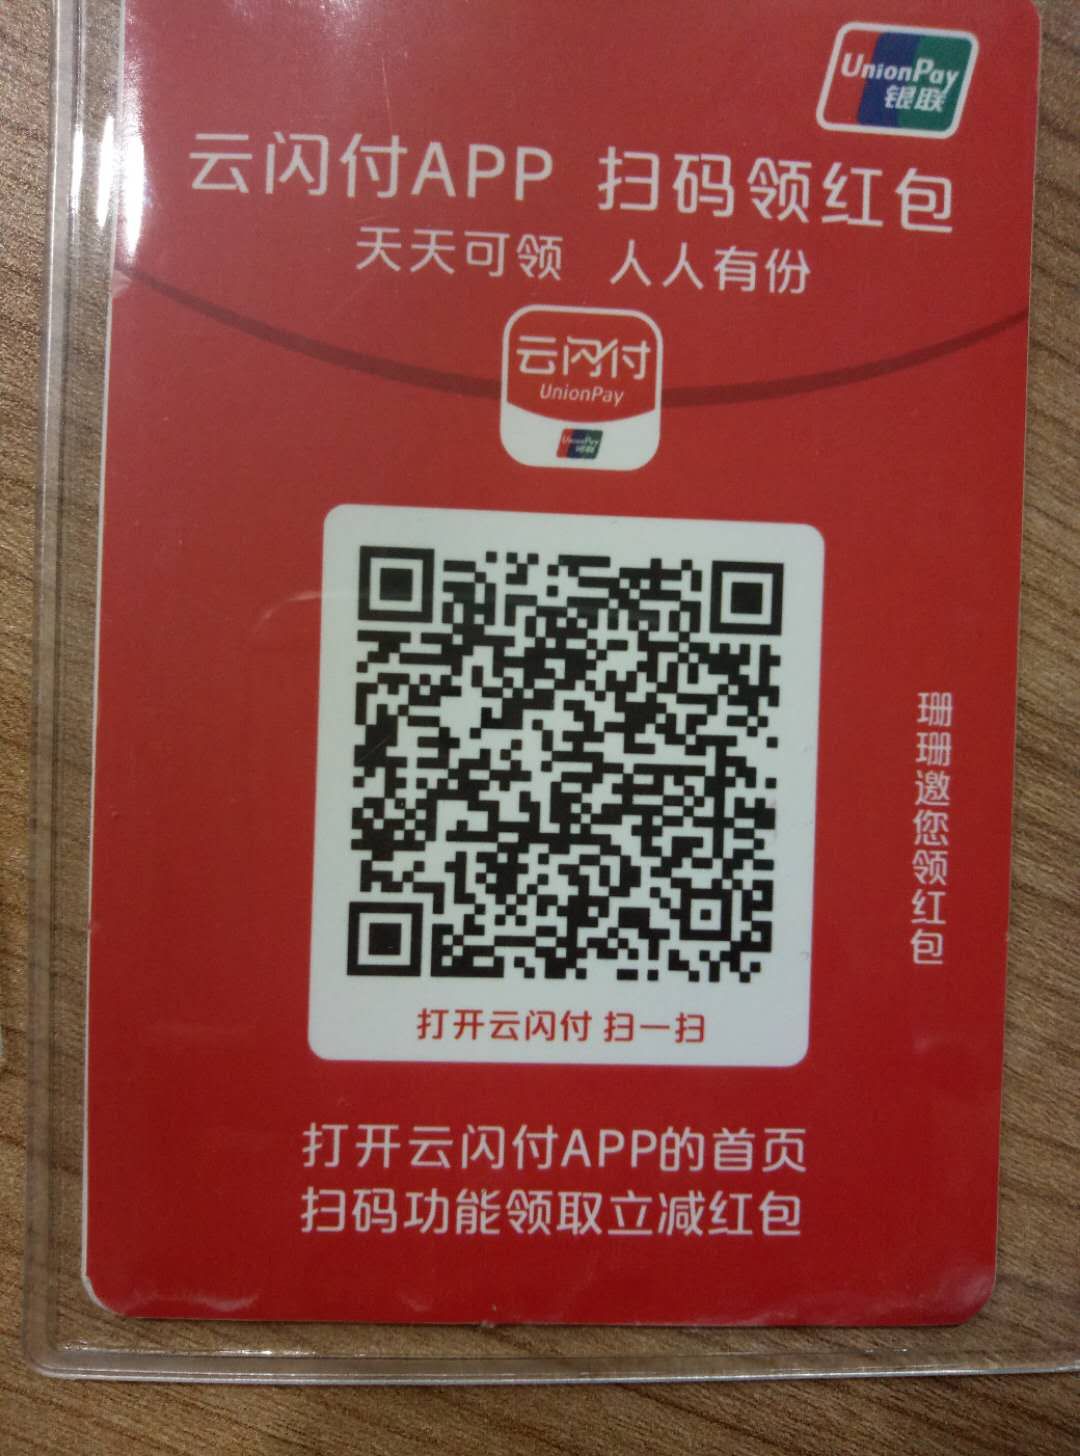 UnionPay
银联
云闪付APP 扫码领红包
天天可领 人人有份
云闪付
UnionPay
UnionPay
银联
珊珊邀您领红包
打开云闪付 扫一扫
打开云闪付APP的首页
扫码功能领取立减红包